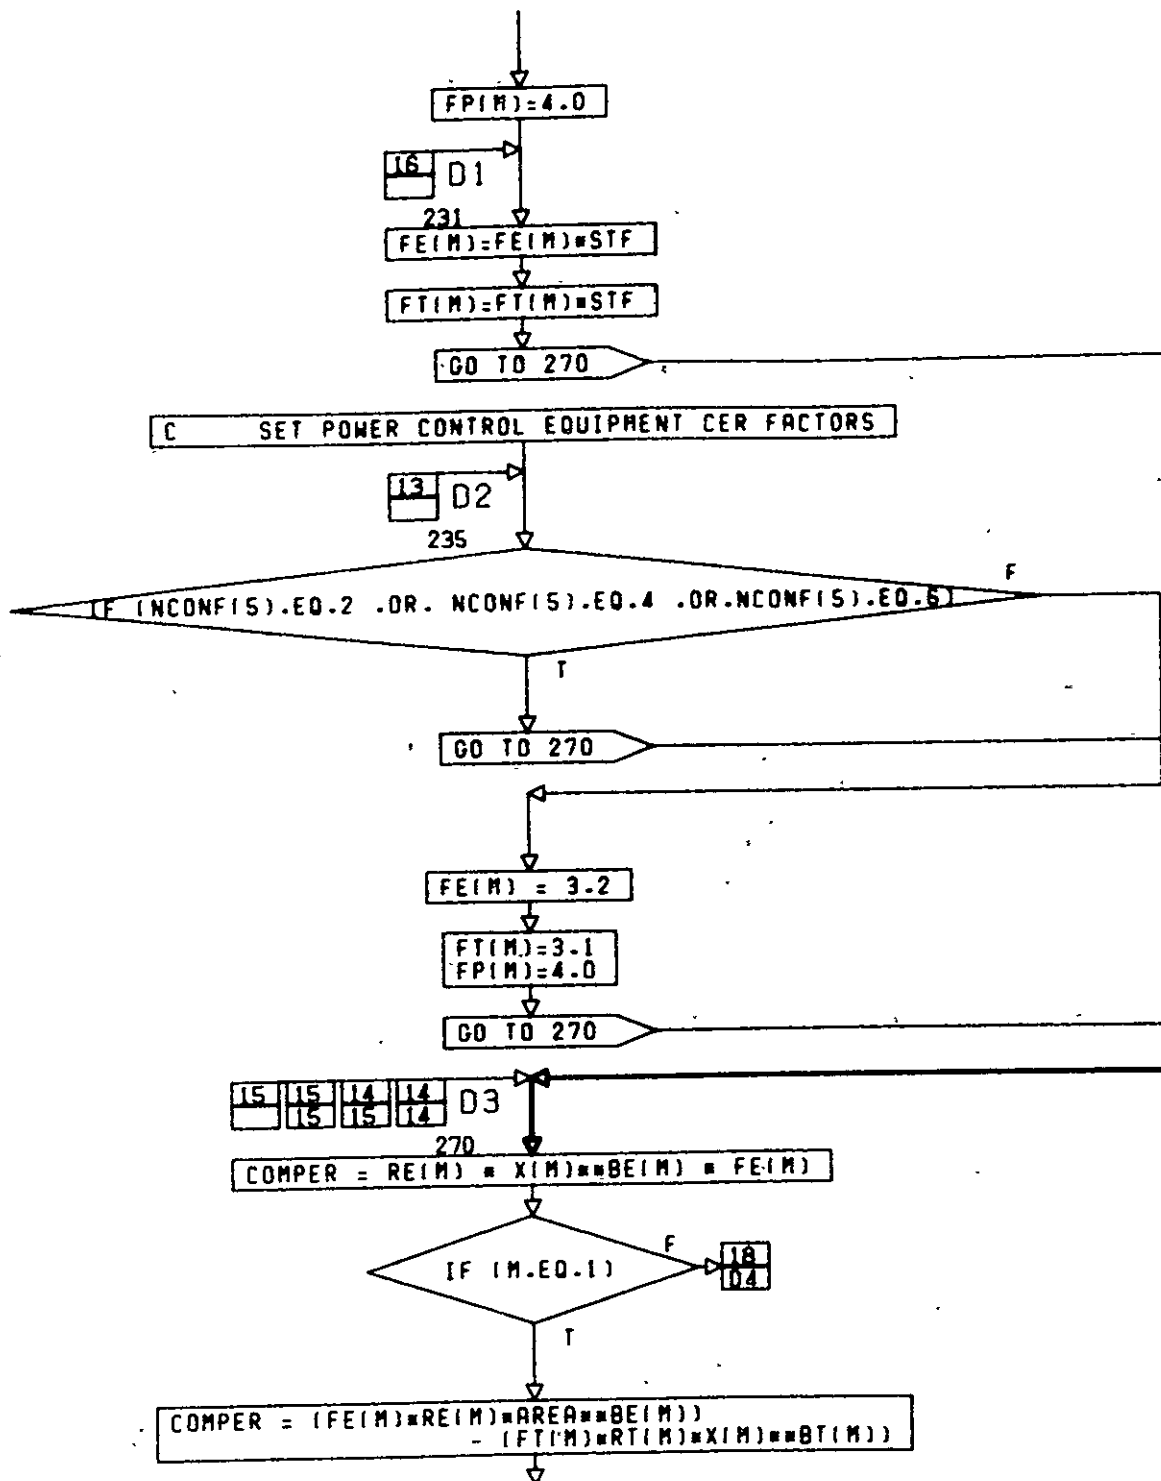 FP(M)=4.0
16
D1
231
FE(M)=FE(M)*STF
FT(M)=FT(M)*STF
GO TO 270
C SET POWER CONTROL EQUIPMENT CER FACTORS
13
D2
235
F
IF (NCONF(5).EQ.2 .OR. NCONF(5).EQ.4 .OR.NCONF(5).EQ.6)
T
GO TO 270
FE(M) = 3.2
FT(M)=3.1
FP(M)=4.0
GO TO 270
15 15 14 14 D3
15 15 14
270
COMPER = RE(M) * X(M)**BE(M) * FE(M)
F
18
IF (M.EQ.1)
D4
T
COMPER = (FE(M)*RE(M)*AREA**BE(M))
- (FT(M)*RT(M)*X(M)**BT(M))